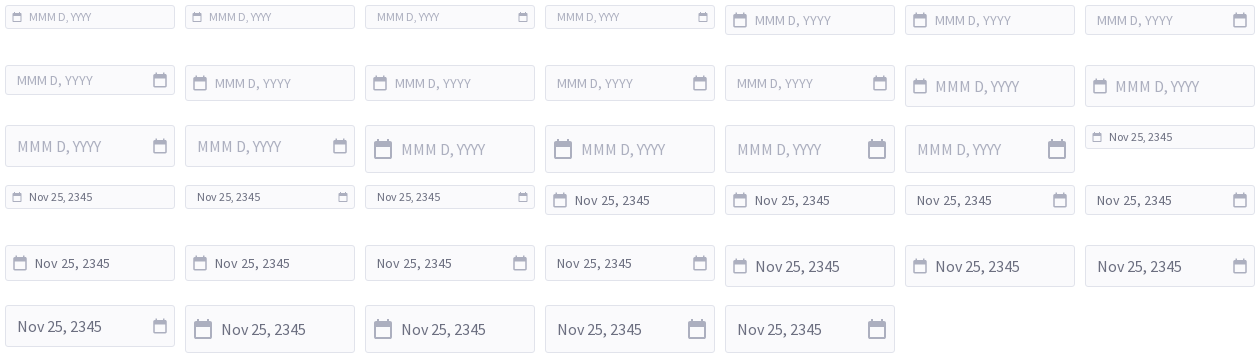 MMM D, YYYY MMM D, YYYY MMM D, YYYY MMM D, YYYY MMM D, YYYY MMM D, YYYY MMM D, YYYY
MMM D, YYYY MMM D, YYYY MMM D, YYYY MMM D, YYYY MMM D, YYYY MMM D, YYYY MMM D, YYYY
MMM D, YYYY MMM D, YYYY MMM D, YYYY MMM D, YYYY MMM D, YYYY MMM D, YYYY Nov 25, 2345
Nov 25, 2345 Nov 25, 2345 Nov 25, 2345 Nov 25, 2345 Nov 25, 2345 Nov 25, 2345 Nov 25, 2345
Nov 25, 2345 Nov 25, 2345 Nov 25, 2345 Nov 25, 2345 Nov 25, 2345 Nov 25, 2345 Nov 25, 2345
Nov 25, 2345 Nov 25, 2345 Nov 25, 2345 Nov 25, 2345 Nov 25, 2345